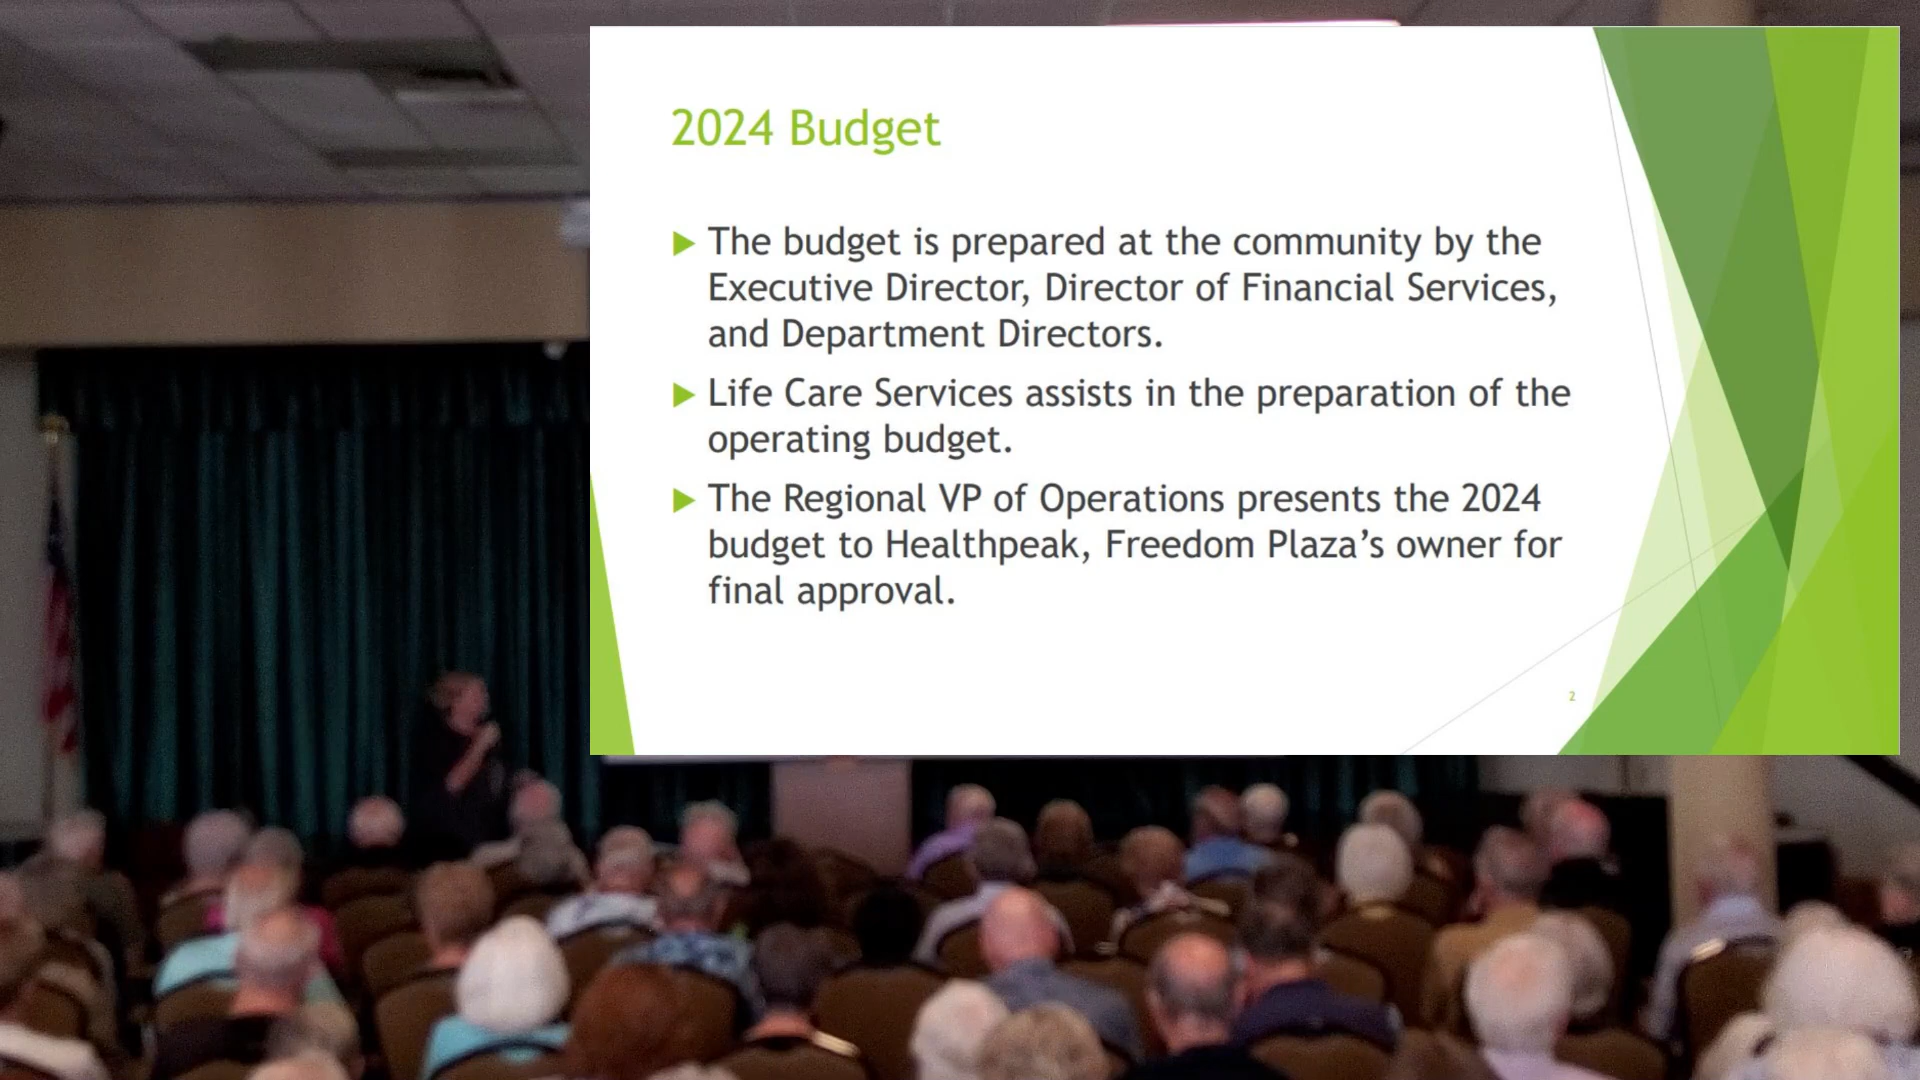 2024 Budget
The budget is prepared at the community by the
Executive Director, Director of Financial Services,
and Department Directors.
Life Care Services assists in the preparation of the
operating budget.
The Regional VP of Operations presents the 2024
budget to Healthpeak, Freedom Plaza’s owner for
final approval.
2